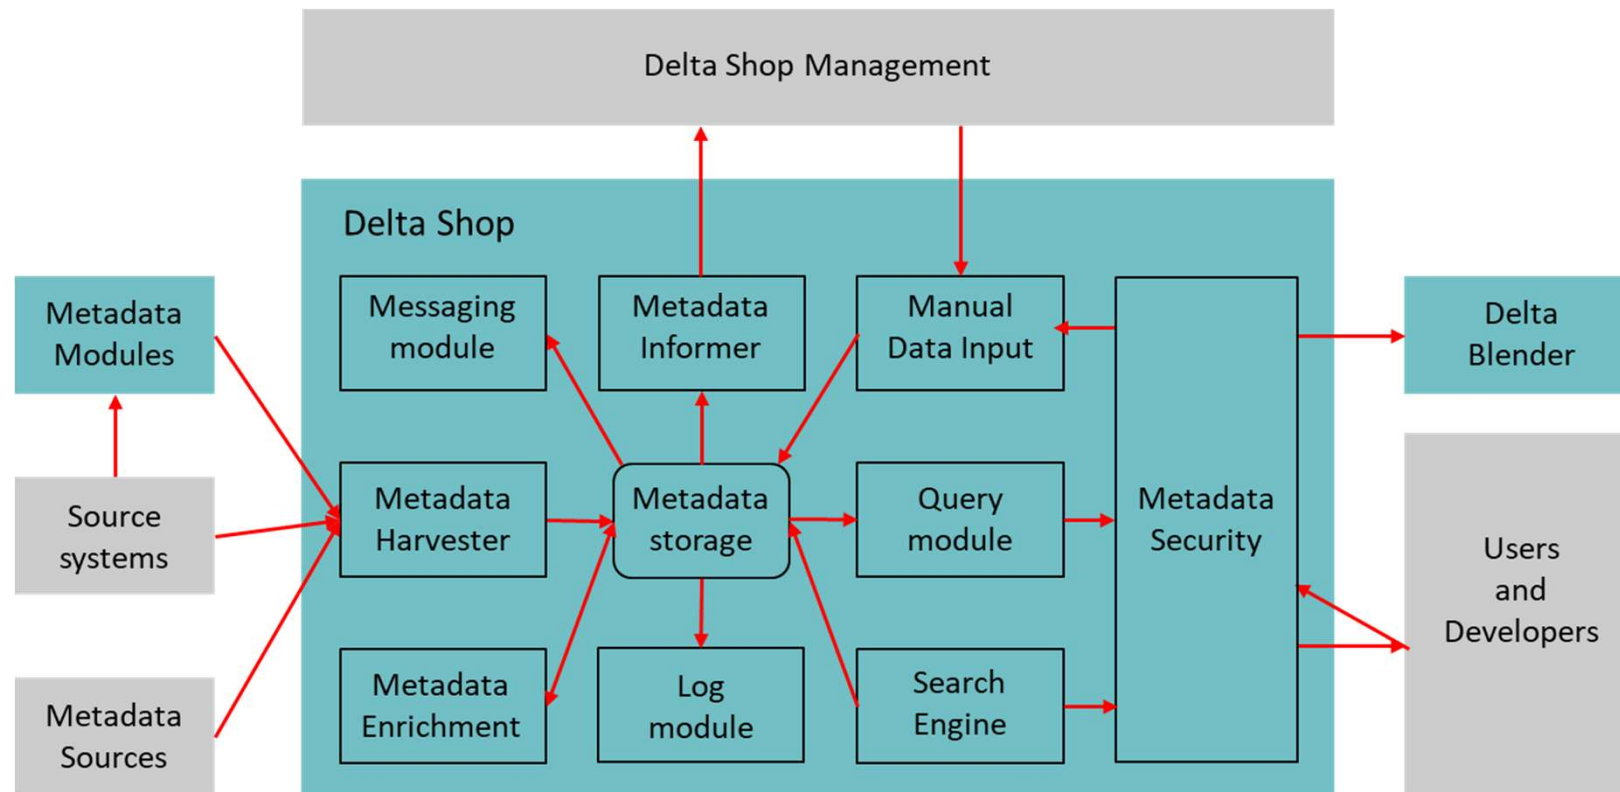 Delta Shop Management
Delta Shop
Metadata
Modules
Messaging
module
Metadata
Informer
Manual
Data Input
Delta
Blender
Source
systems
Metadata
Harvester
Metadata
storage
Query
module
Metadata
Security
Users
and
Developers
Metadata
Sources
Metadata
Enrichment
Log
module
Search
Engine